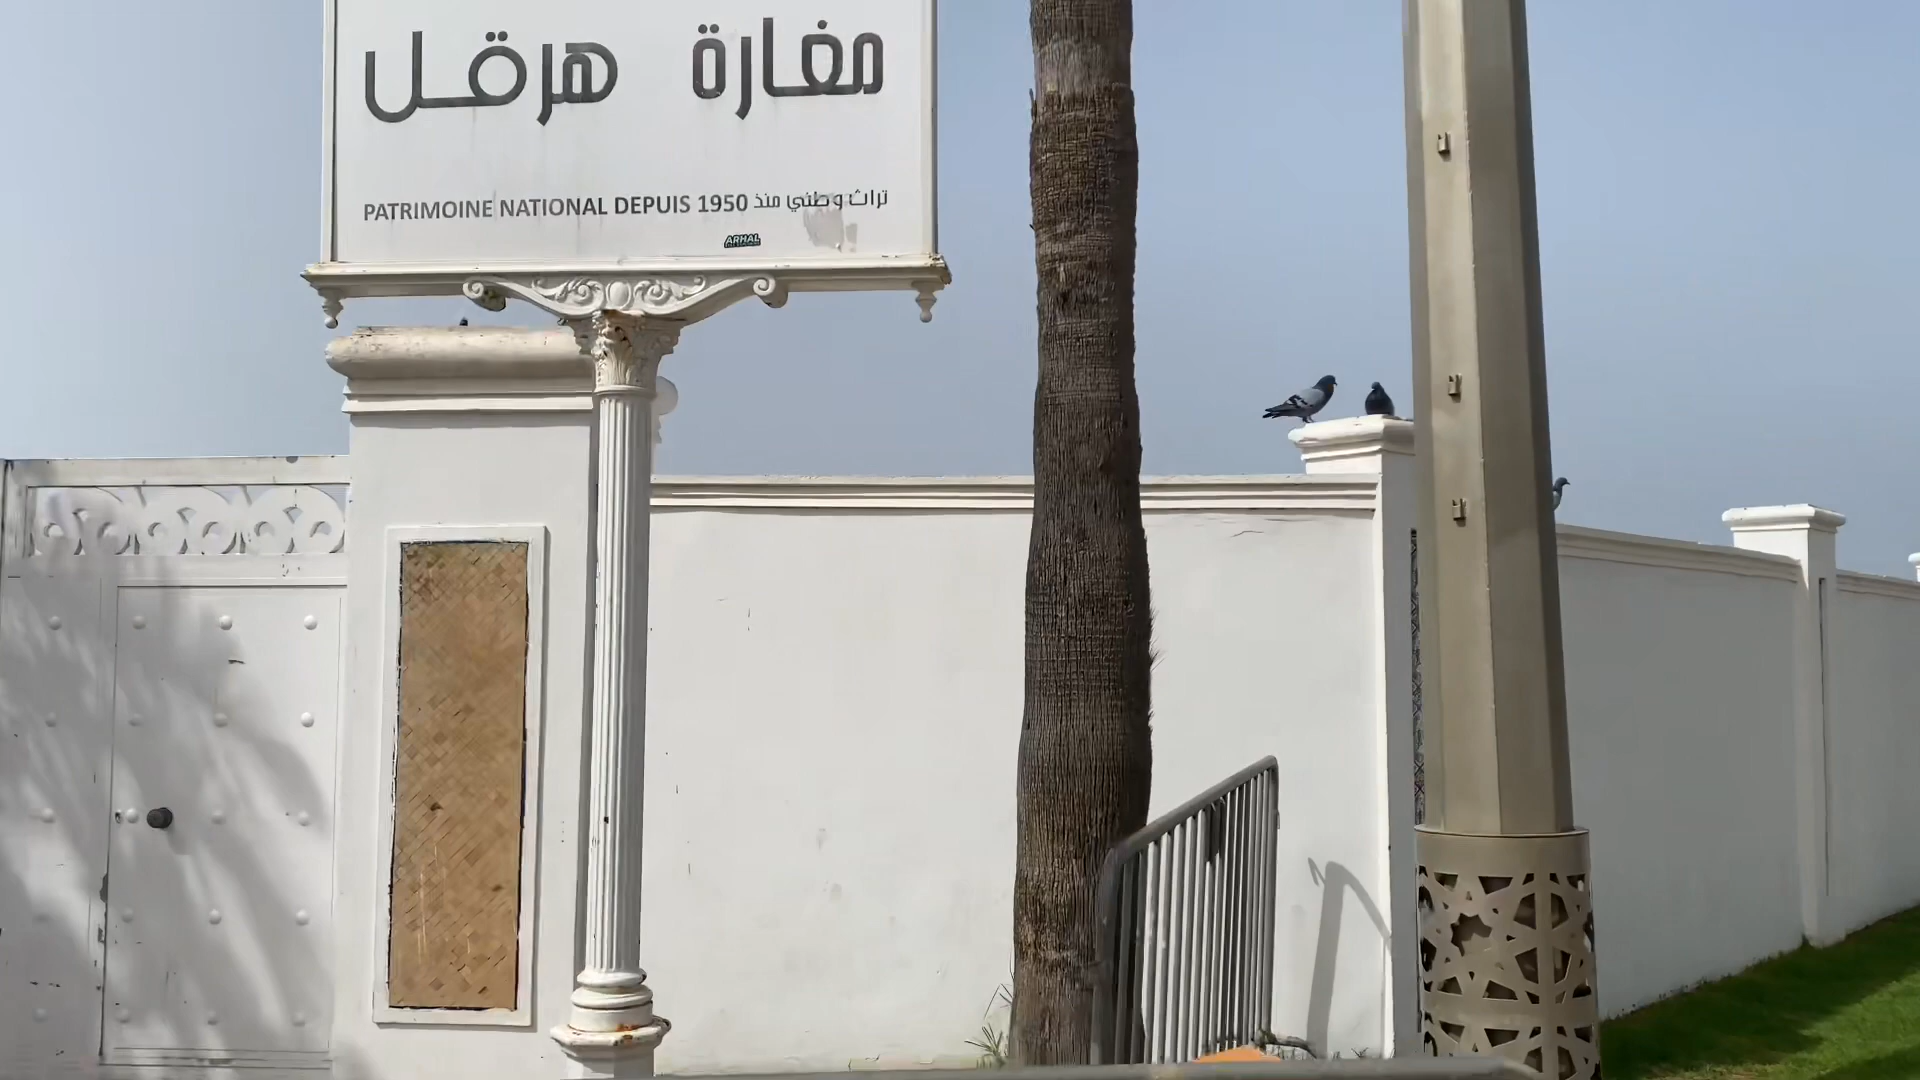 مغارة هرقل
PATRIMOINE NATIONAL DEPUIS 1950 تراث وطني منذ
ARHAL